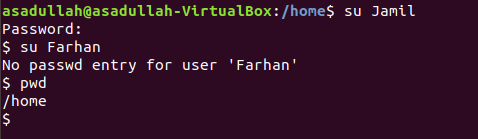 asadullah@asadullah-VirtualBox:/home$ su Jamil
Password:
$ su Farhan
No passwd entry for user 'Farhan'
$ pwd
/home
$